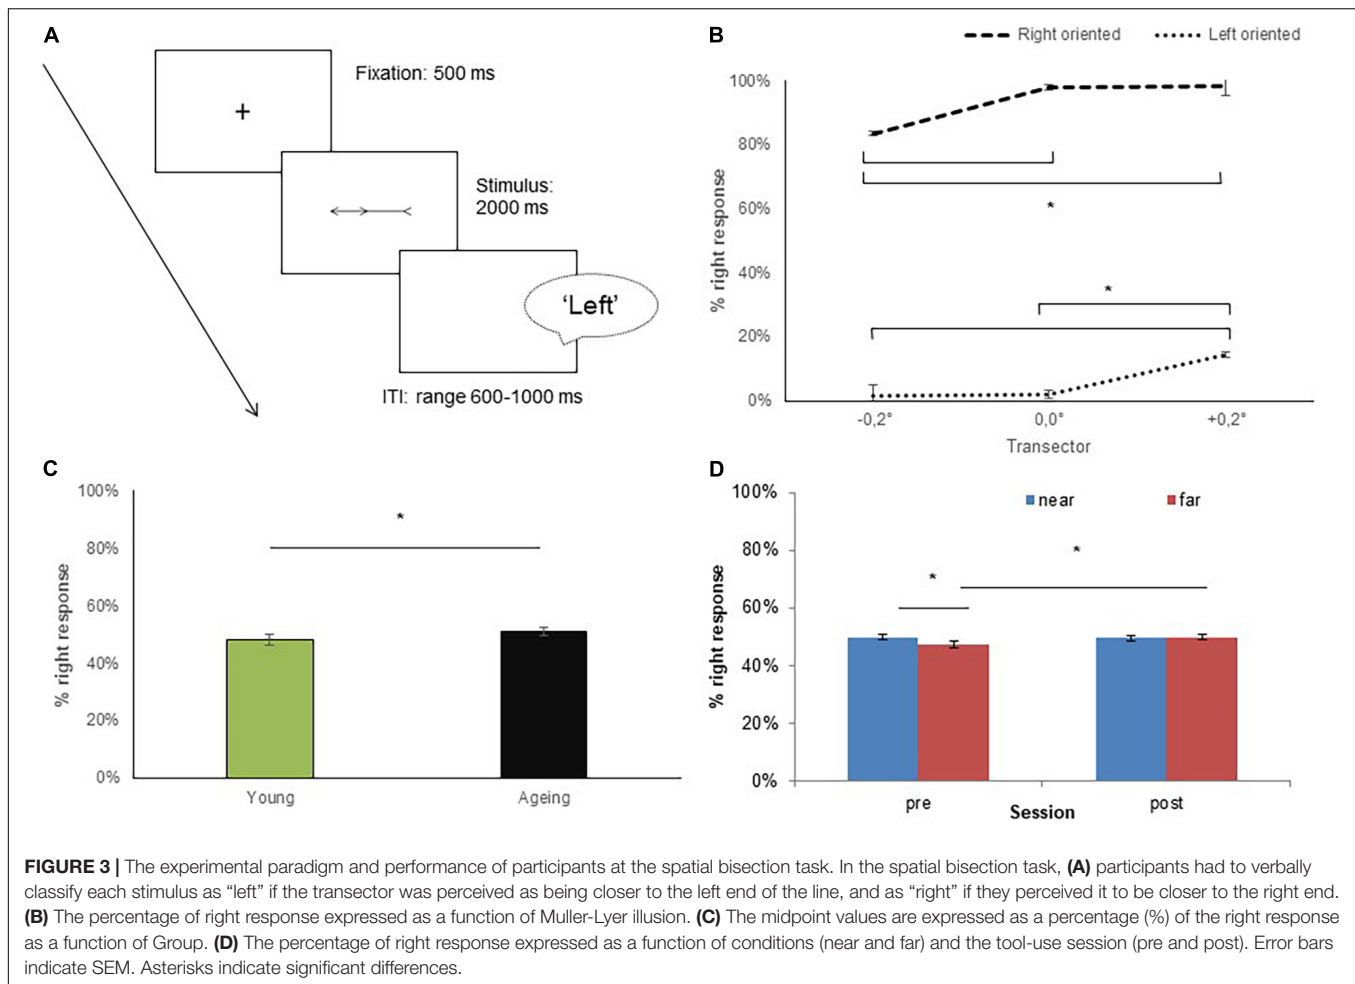 A
Fixation: 500 ms
+
Stimulus:
2000 ms
‘Left’
ITI: range 600-1000 ms
B
Right oriented
Left oriented
% right response
100%
80%
60%
*
40%
*
20%
0%
-0,2°
0,0°
+0,2°
Transector
C
% right response
100%
*
80%
60%
40%
20%
0%
Young
Ageing
D
% right response
near
far
100%
80%
*
*
60%
40%
20%
0%
pre
post
Session
FIGURE 3 | The experimental paradigm and performance of participants at the spatial bisection task. In the spatial bisection task, (A) participants had to verbally
classify each stimulus as “left” if the transector was perceived as being closer to the left end of the line, and as “right” if they perceived it to be closer to the right end.
(B) The percentage of right response expressed as a function of Muller-Lyer illusion. (C) The midpoint values are expressed as a percentage (%) of the right response
as a function of Group. (D) The percentage of right response expressed as a function of conditions (near and far) and the tool-use session (pre and post). Error bars
indicate SEM. Asterisks indicate significant differences.